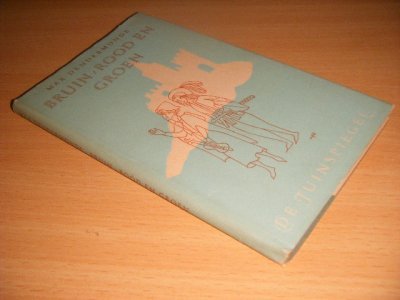 MAX DENDERMONDE
BRUIN, ROOD EN
GROEN
DE TUINSPIEGEL